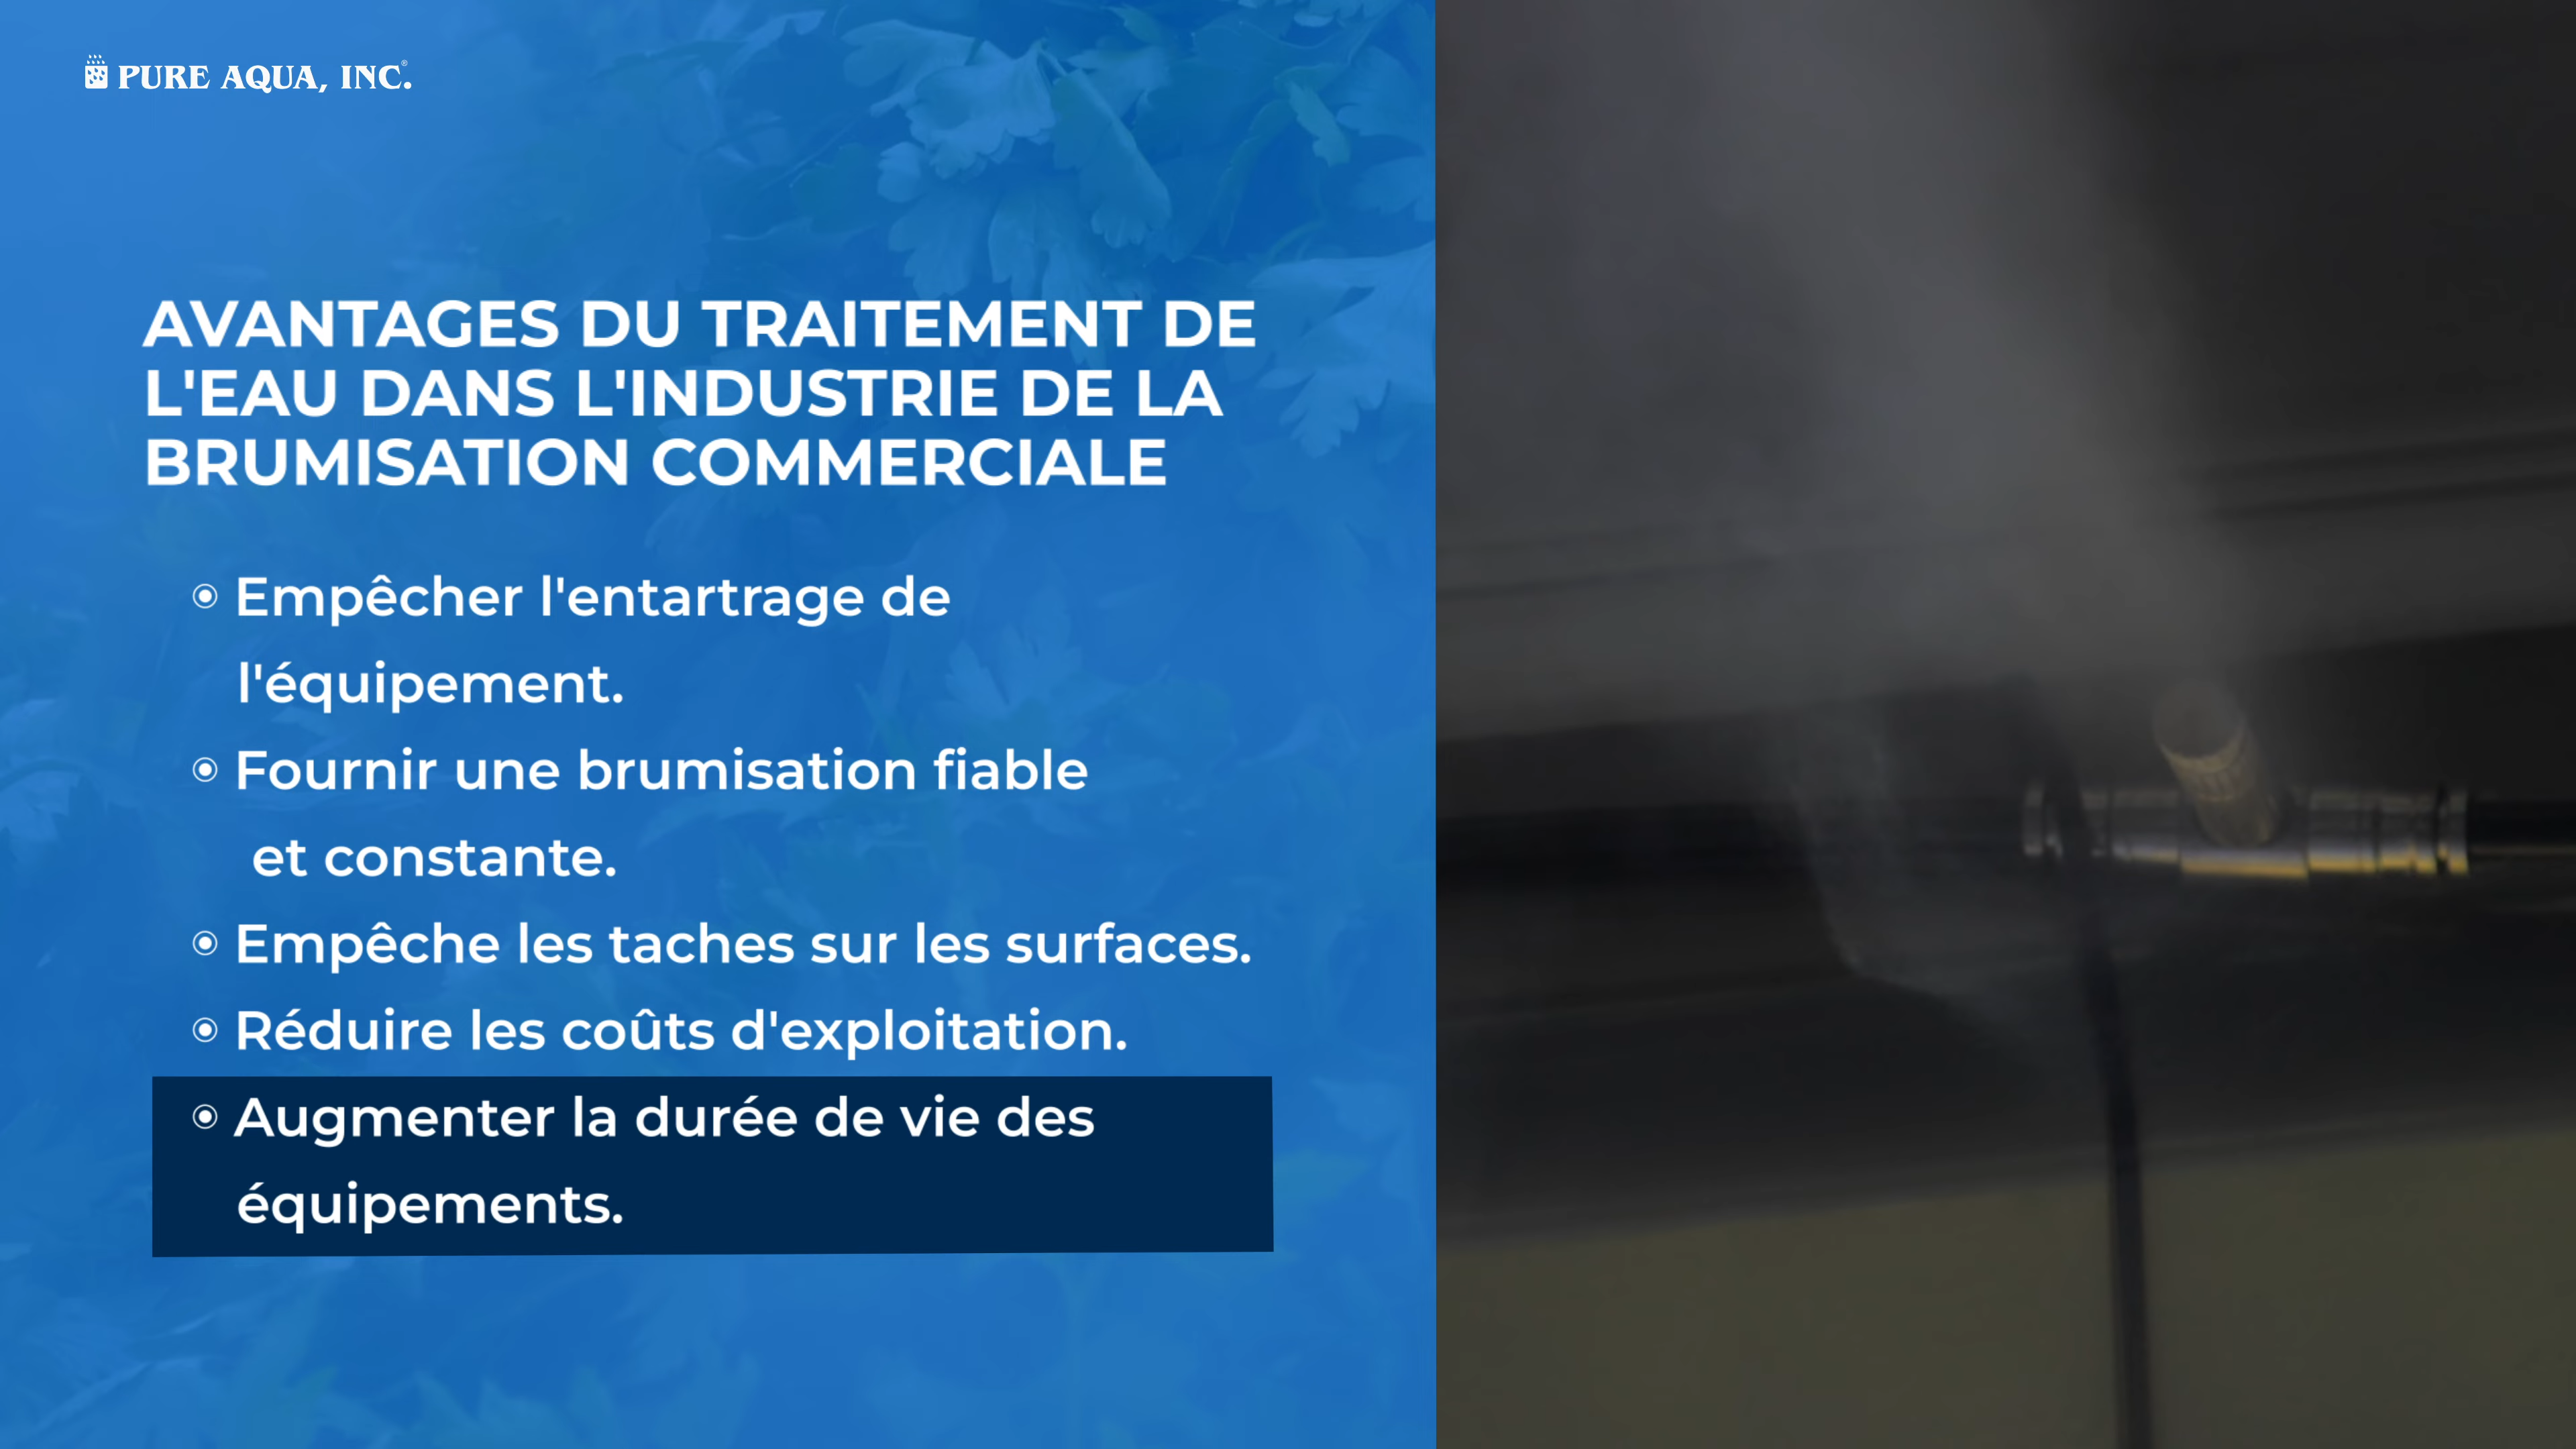 PURE AQUA, INC.®
AVANTAGES DU TRAITEMENT DE
L'EAU DANS L'INDUSTRIE DE LA
BRUMISATION COMMERCIALE
Empêcher l'entartrage de
l'équipement.
Fournir une brumisation fiable
et constante.
Empêche les taches sur les surfaces.
Réduire les coûts d'exploitation.
Augmenter la durée de vie des
équipements.